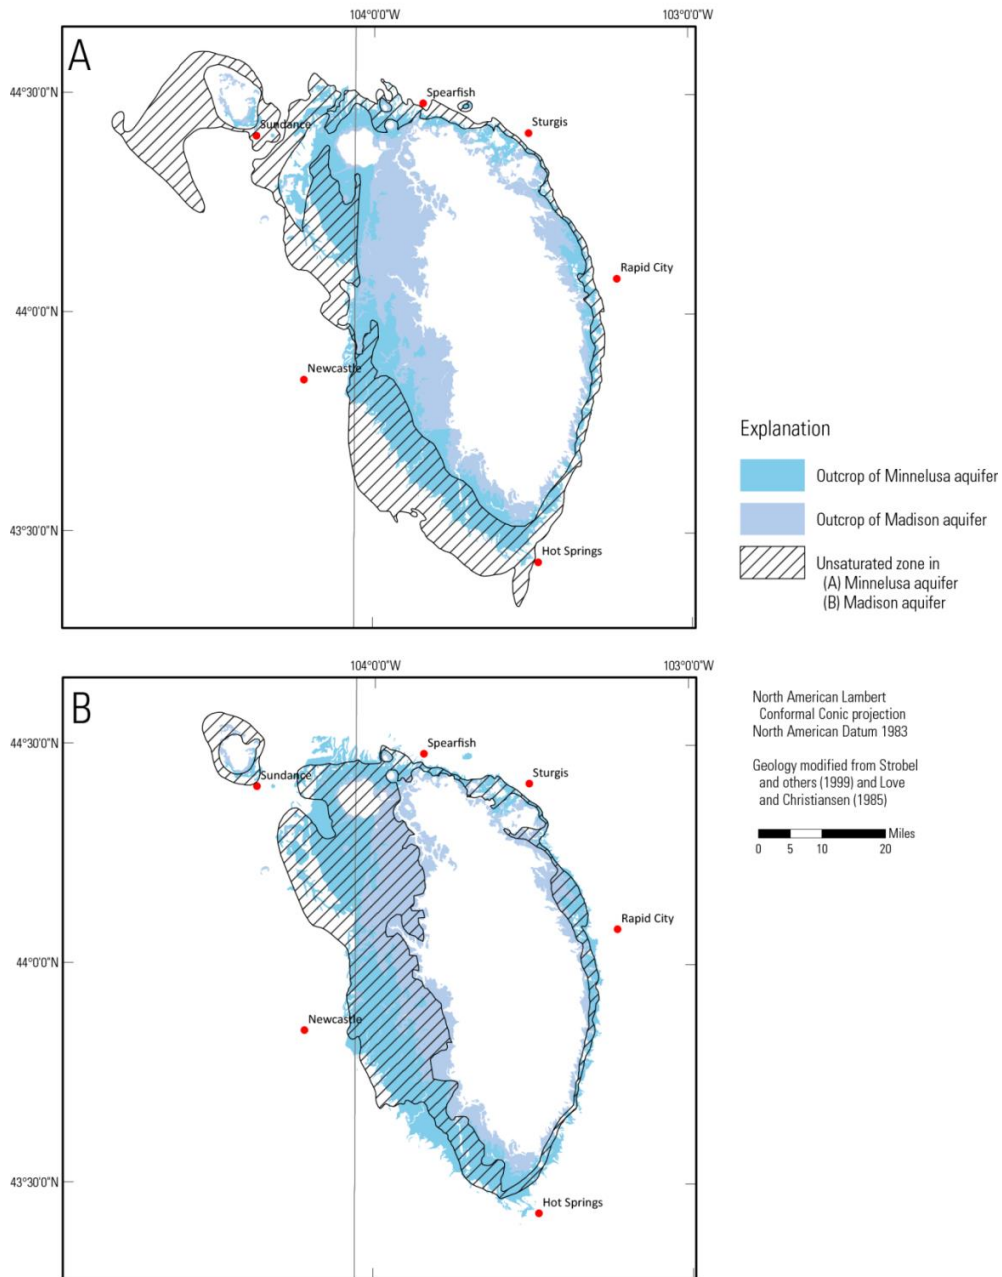 104°0'0"W
103°0'0"W
A
44°30'0"N
Spearfish
Sundance
Sturgis
Rapid City
44°0'0"N
Newcastle
43°30'0"N
Hot Springs
Explanation
Outcrop of Minnelusa aquifer
Outcrop of Madison aquifer
Unsaturated zone in
(A) Minnelusa aquifer
(B) Madison aquifer
104°0'0"W
103°0'0"W
B
44°30'0"N
Spearfish
Sundance
Sturgis
Rapid City
44°0'0"N
Newcastle
43°30'0"N
Hot Springs
North American Lambert
Conformal Conic projection
North American Datum 1983
Geology modified from Strobel
and others (1999) and Love
and Christiansen (1985)
Miles
0 5 10 20